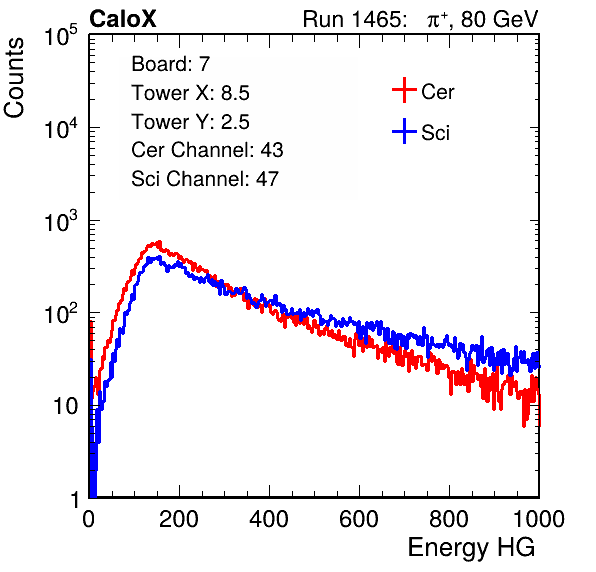 CaloX Run 1465: π⁺, 80 GeV
Counts
Board: 7
Tower X: 8.5
Tower Y: 2.5
Cer Channel: 43
Sci Channel: 47
Cer
Sci
10⁵
10⁴
10³
10²
10
1
0 200 400 600 800 1000
Energy HG